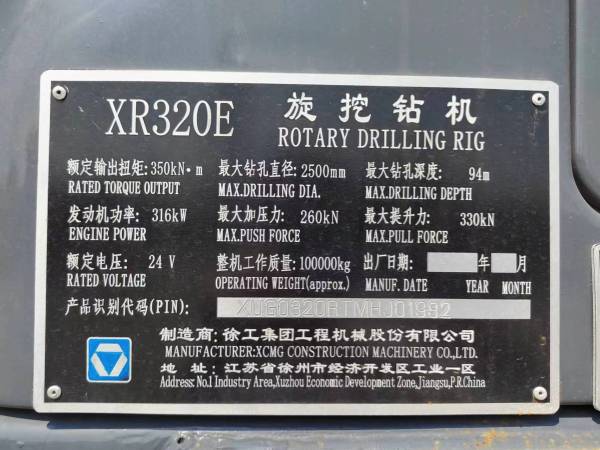 XR320E 旋挖钻机
ROTARY DRILLING RIG
额定输出扭矩:350kN·m 最大钻孔直径:2500mm 最大钻孔深度: 94m
RATED TORQUE OUTPUT MAX.DRILLING DIA. MAX.DRILLING DEPTH
发动机功率: 316kW 最大加压力: 260kN 最大提升力: 330kN
ENGINE POWER MAX.PUSH FORCE MAX.PULL FORCE
额定电压: 24 V 整机工作质量:100000kg 出厂日期: 年 月
RATED VOLTAGE OPERATING WEIGHT(approx.) MANUF. DATE YEAR MONTH
产品识别代码(PIN):
制造商:徐工集团工程机械股份有限公司
MANUFACTURER:XCMG CONSTRUCTION MACHINERY CO.,LTD.
地 址: 江苏省徐州市经济开发区工业一区
Address: No.1 Industry Area,Xuzhou Economic Development Zone,Jiangsu,P.R.China